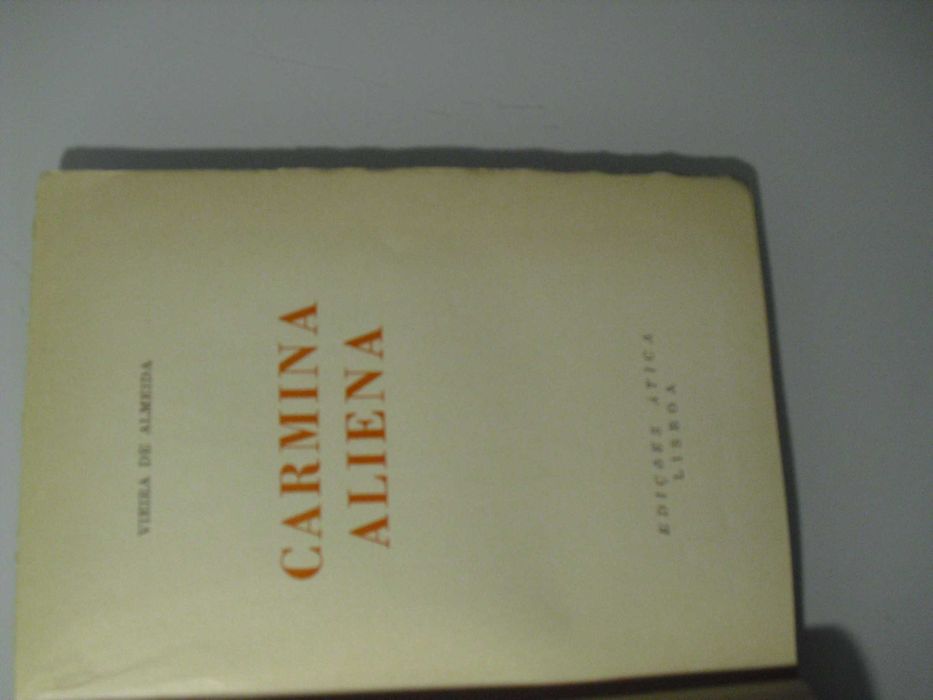 VIEIRA DE ALMEIDA
CARMINA
ALIENA
EDIÇÕES ÁTICA
LISBOA